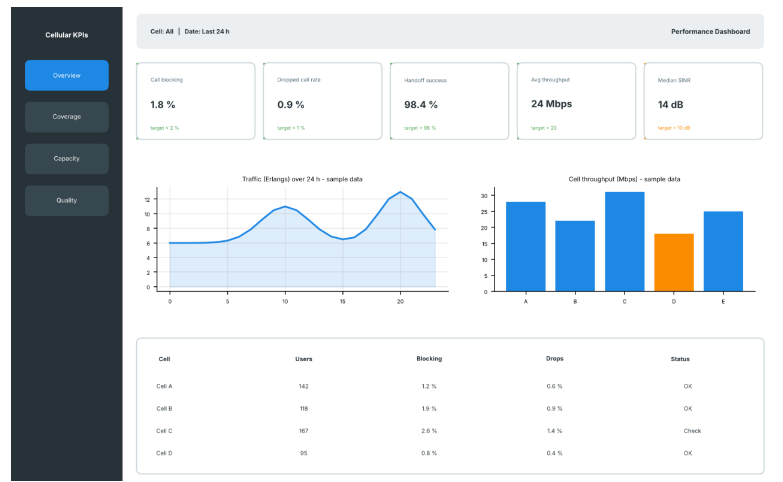 Cellular KPIs
Overview
Coverage
Capacity
Quality
Cell: All | Date: Last 24 h
Performance Dashboard
Call blocking
1.8 %
target < 2 %
Dropped call rate
0.9 %
target < 1 %
Handoff success
98.4 %
target > 98 %
Avg throughput
24 Mbps
target > 20
Median SINR
14 dB
target > 10 dB
Traffic (Erlangs) over 24 h - sample data
12
10
8
6
4
2
0
0 5 10 15 20
Cell throughput (Mbps) - sample data
30
25
20
15
10
5
0
A B C D E
Cell Users Blocking Drops Status
Cell A 142 1.2 % 0.6 % OK
Cell B 118 1.9 % 0.9 % OK
Cell C 167 2.6 % 1.4 % Check
Cell D 95 0.8 % 0.4 % OK